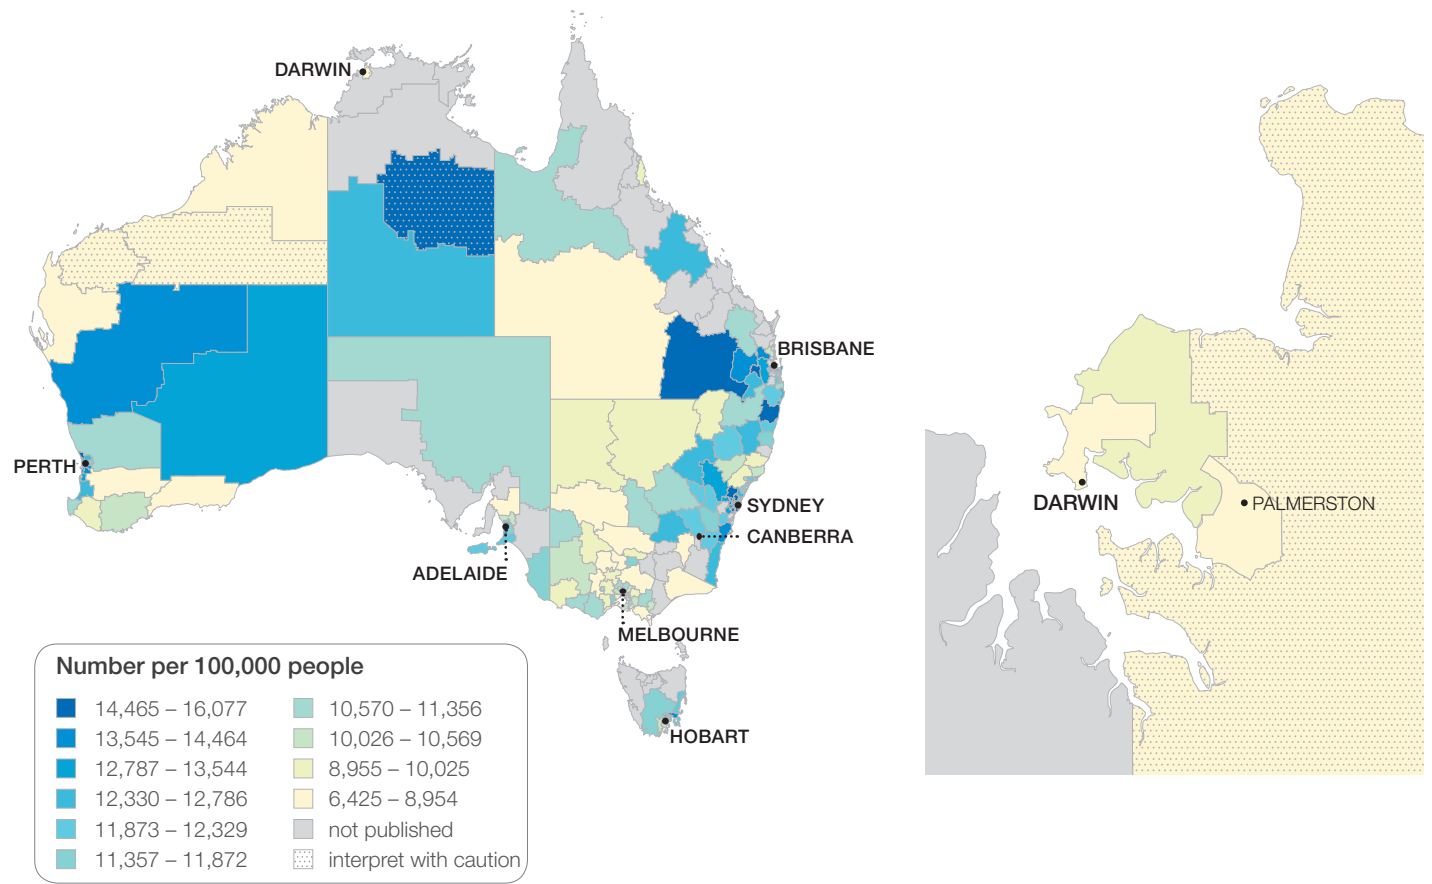 DARWIN
BRISBANE
PERTH
SYDNEY
CANBERRA
ADELAIDE
MELBOURNE
HOBART
Number per 100,000 people
14,465 – 16,077
13,545 – 14,464
12,787 – 13,544
12,330 – 12,786
11,873 – 12,329
11,357 – 11,872
10,570 – 11,356
10,026 – 10,569
8,955 – 10,025
6,425 – 8,954
not published
interpret with caution
DARWIN
PALMERSTON